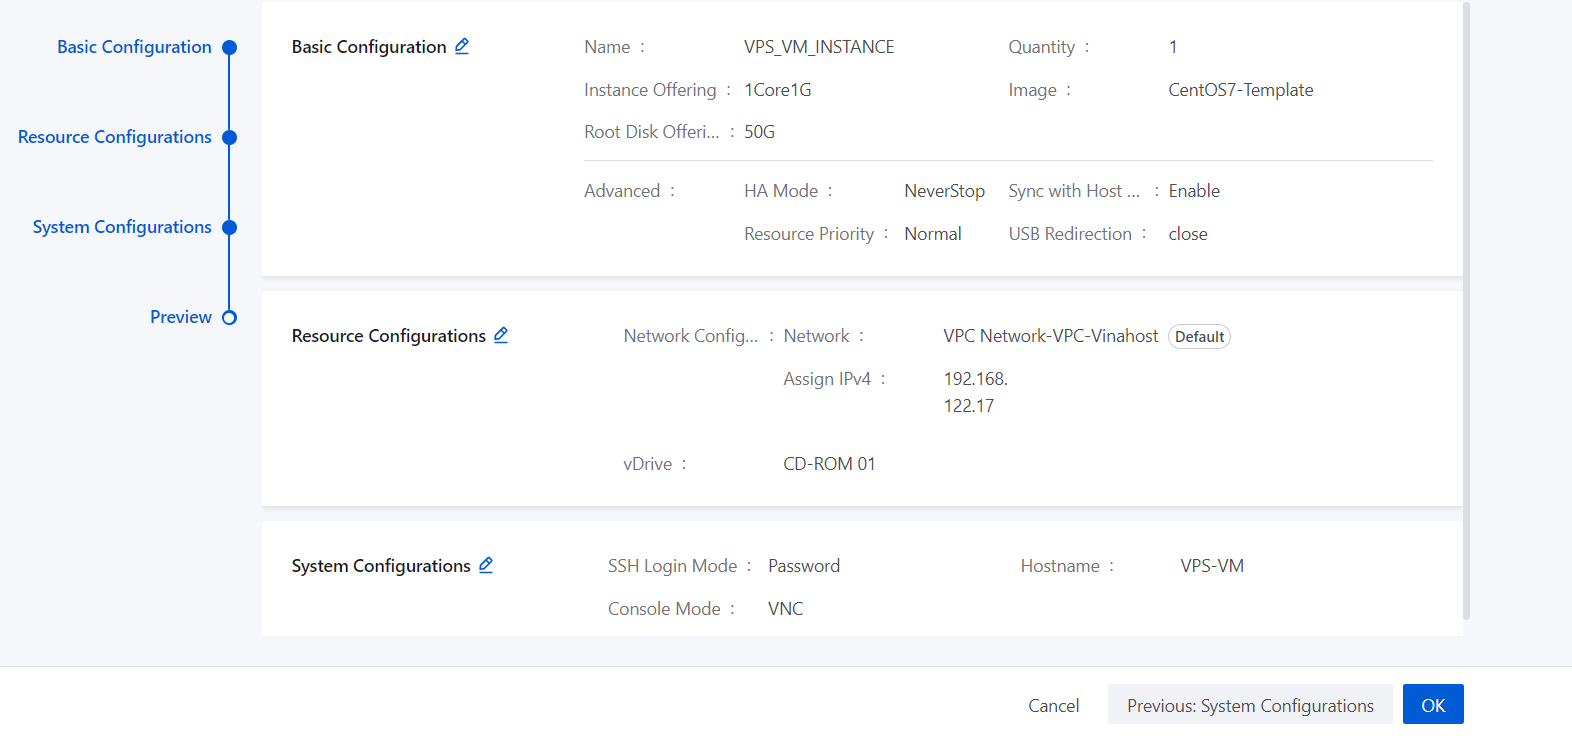 Basic Configuration
Resource Configurations
System Configurations
Preview
Basic Configuration
Name : VPS_VM_INSTANCE Quantity : 1
Instance Offering : 1Core1G Image : CentOS7-Template
Root Disk Offeri... : 50G
Advanced : HA Mode : NeverStop Sync with Host ... : Enable
Resource Priority : Normal USB Redirection : close
Resource Configurations
Network Config... : Network : VPC Network-VPC-Vinahost Default
Assign IPv4 : 192.168.
122.17
vDrive : CD-ROM 01
System Configurations
SSH Login Mode : Password Hostname : VPS-VM
Console Mode : VNC
Cancel Previous: System Configurations OK